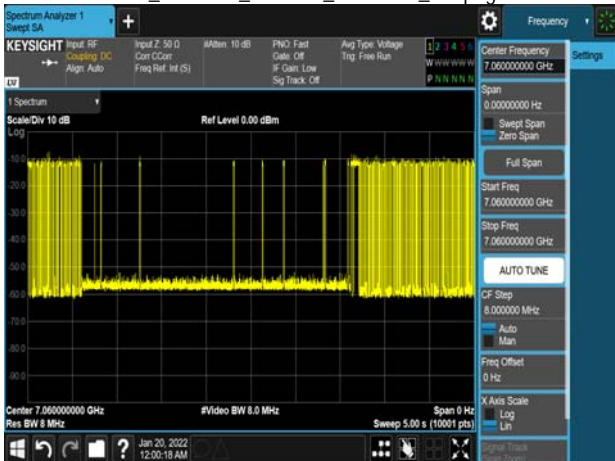 Spectrum Analyzer 1
Swept SA
+
Frequency
KEYSIGHT
Input: RF
Coupling: DC
Align: Auto
Input Z: 50 Ω
Corr CCorr
Freq Ref: Int (S)
#Atten: 10 dB
PNO: Fast
Gate: Off
IF Gain: Low
Sig Track: Off
Avg Type: Voltage
Trig: Free Run
1 2 3 4 5 6
W W W W W W
P N N N N N
1 Spectrum
Scale/Div 10 dB
Ref Level 0.00 dBm
Log
-10.0
-20.0
-30.0
-40.0
-50.0
-60.0
-70.0
-80.0
-90.0
Center 7.060000000 GHz
#Video BW 8.0 MHz
Span 0 Hz
Res BW 8 MHz
Sweep 5.00 s (10001 pts)
Jan 20, 2022
12:00:18 AM
Center Frequency
7.060000000 GHz
Settings
Span
0.00000000 Hz
Swept Span
Zero Span
Full Span
Start Freq
7.060000000 GHz
Stop Freq
7.060000000 GHz
AUTO TUNE
CF Step
8.000000 MHz
Auto
Man
Freq Offset
0 Hz
X Axis Scale
Log
Lin
Signal Track